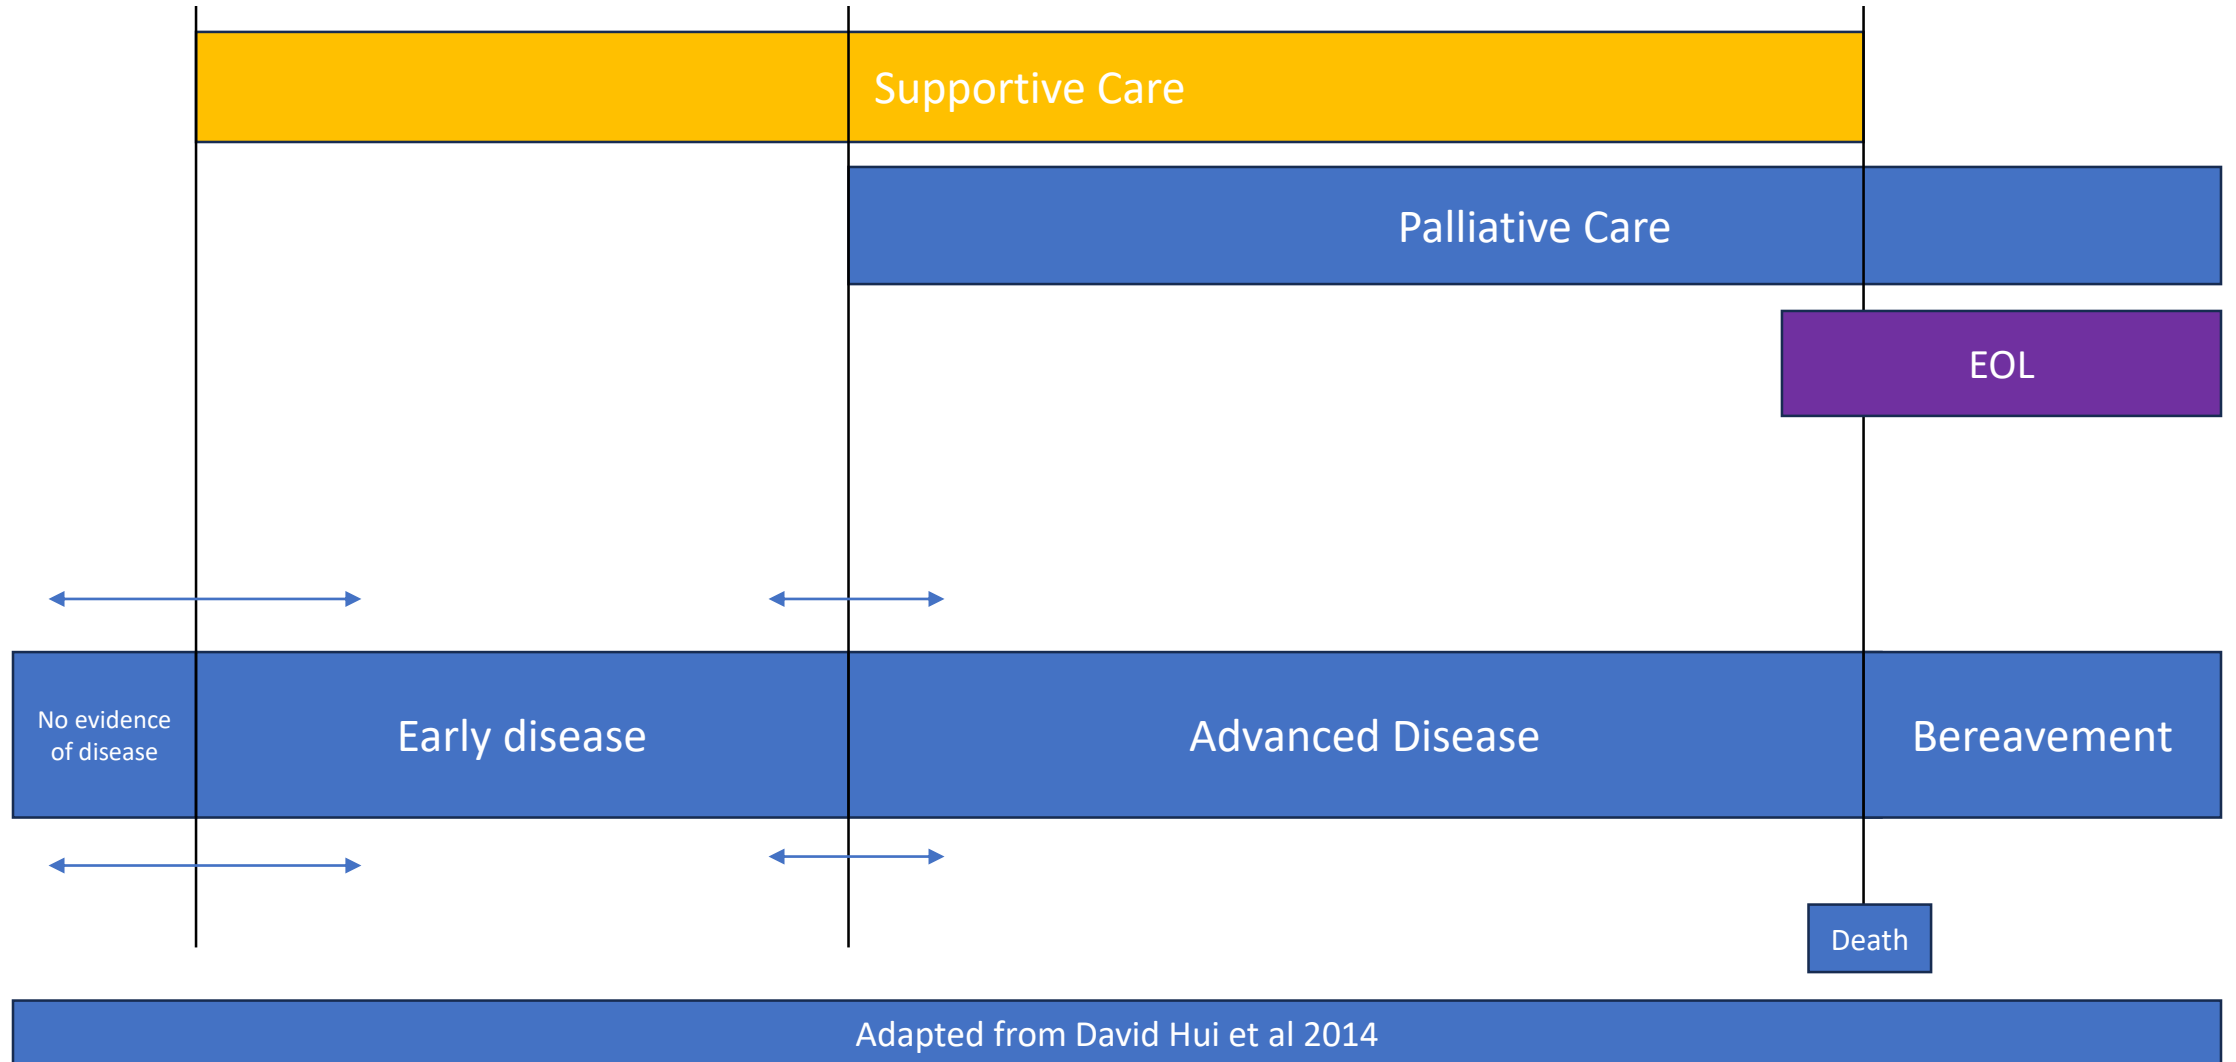 Supportive Care
Palliative Care
EOL
No evidence
of disease
Early disease
Advanced Disease
Bereavement
Death
Adapted from David Hui et al 2014